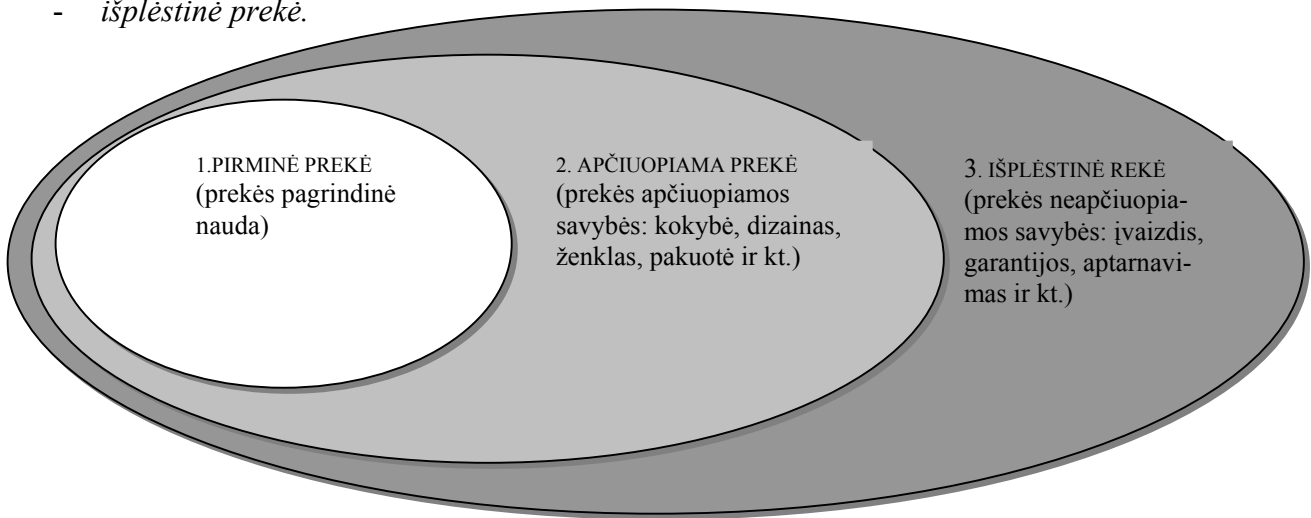 - išplėstinė prekė.
1.PIRMINĖ PREKĖ
(prekės pagrindinė
nauda)
2. APČIUOPIAMA PREKĖ
(prekės apčiuopiamos
savybės: kokybė, dizainas,
ženklas, pakuotė ir kt.)
3. IŠPLĖSTINĖ REKĖ
(prekės neapčiuopia-
mos savybės: įvaizdis,
garantijos, aptarnavi-
mas ir kt.)